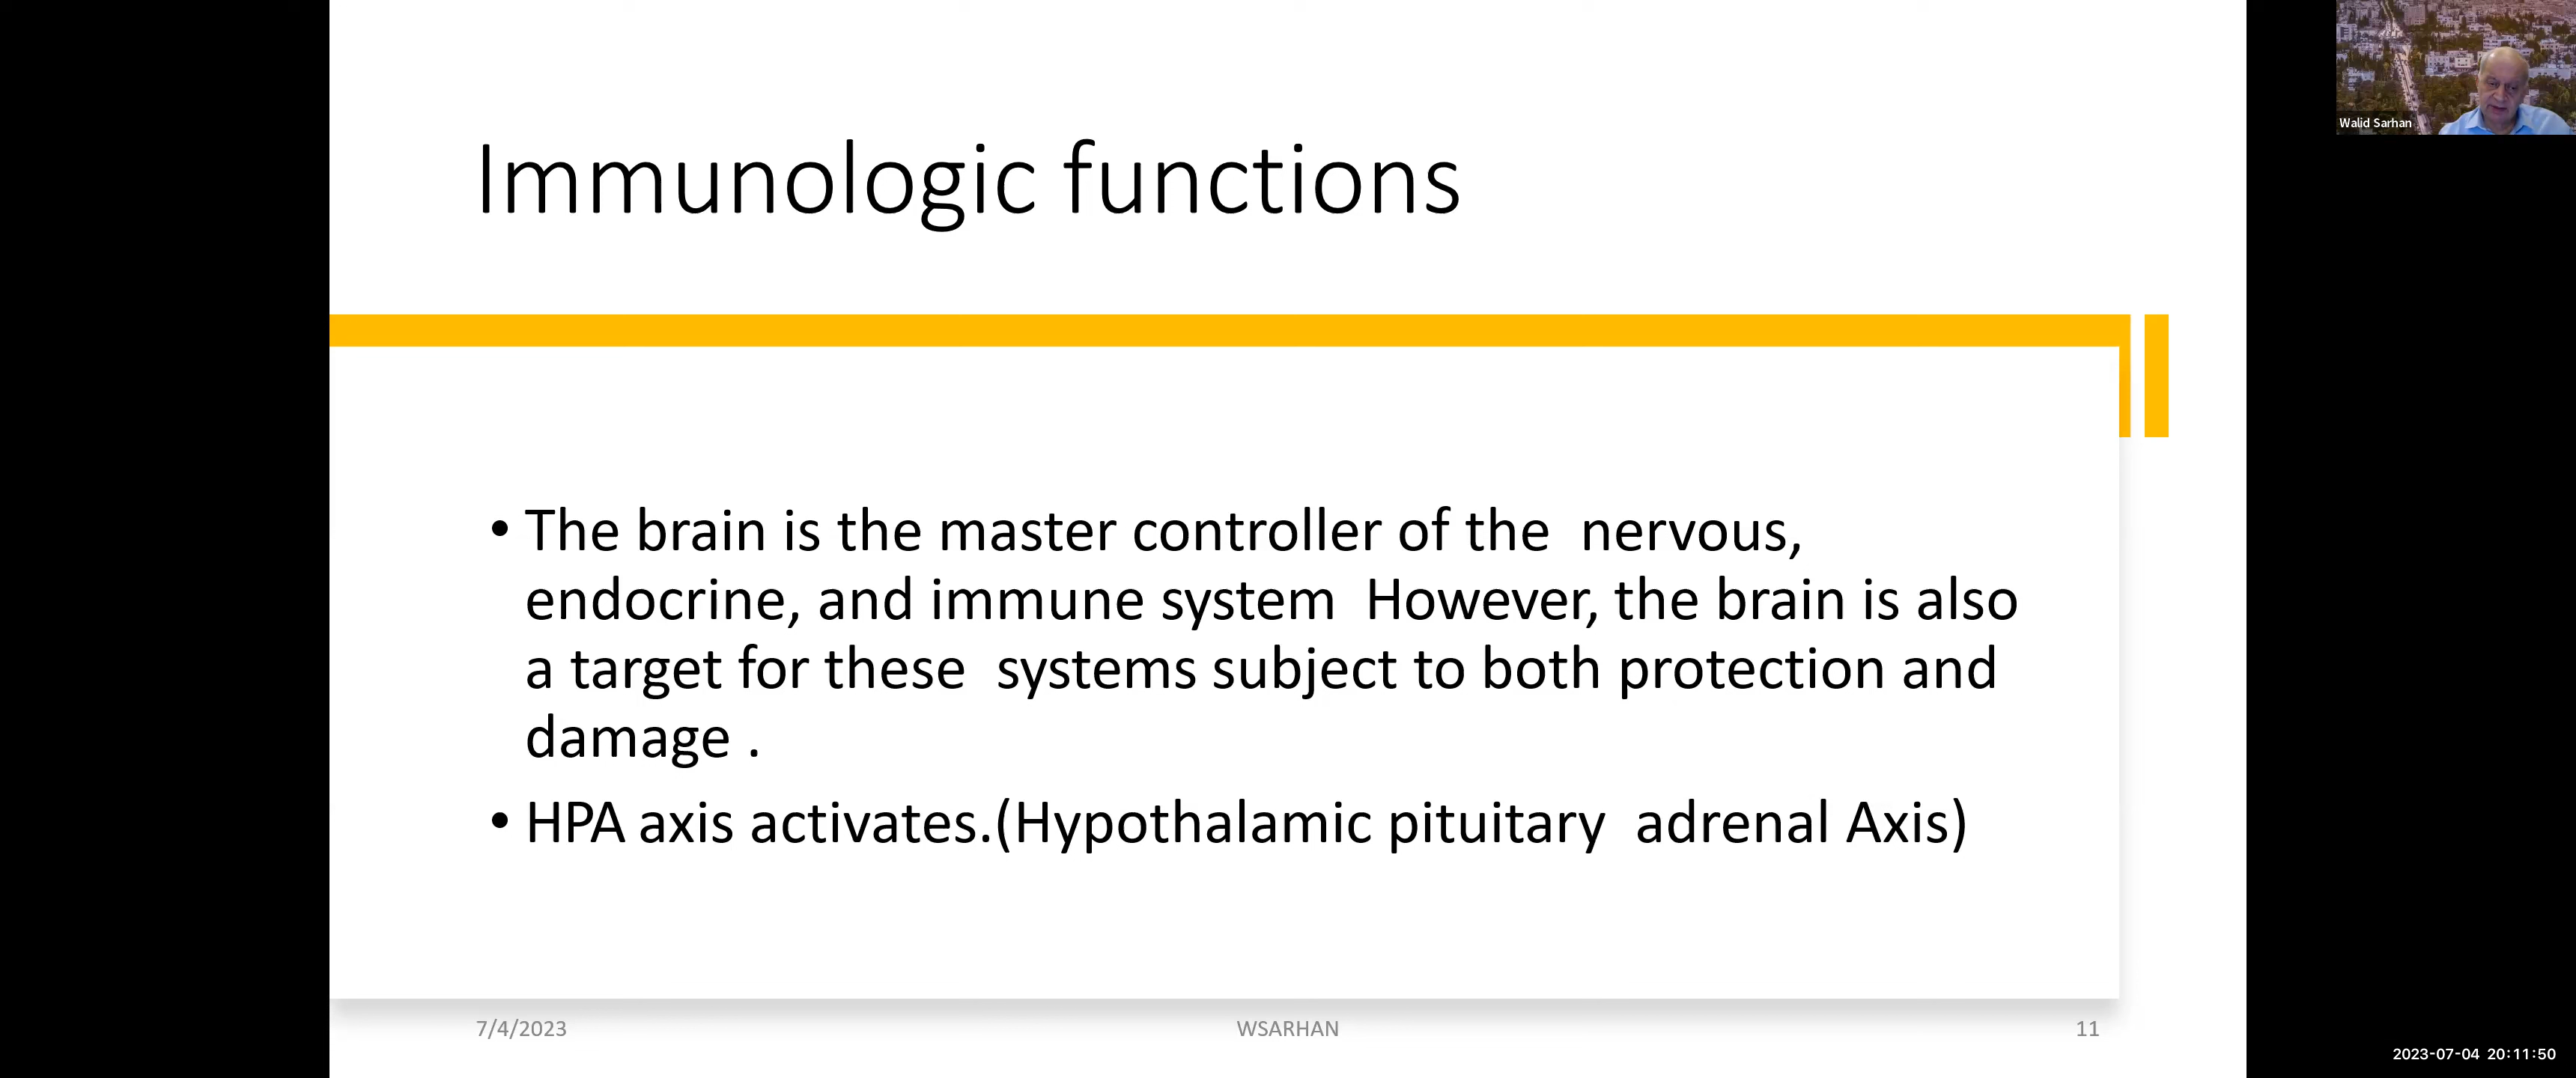 Immunologic functions
Walid Sarhan
• The brain is the master controller of the  nervous,
endocrine, and immune system  However, the brain is also
a target for these  systems subject to both protection and
damage .
• HPA axis activates.(Hypothalamic pituitary  adrenal Axis)
7/4/2023
WSARHAN
11
2023-07-04 20:11:50